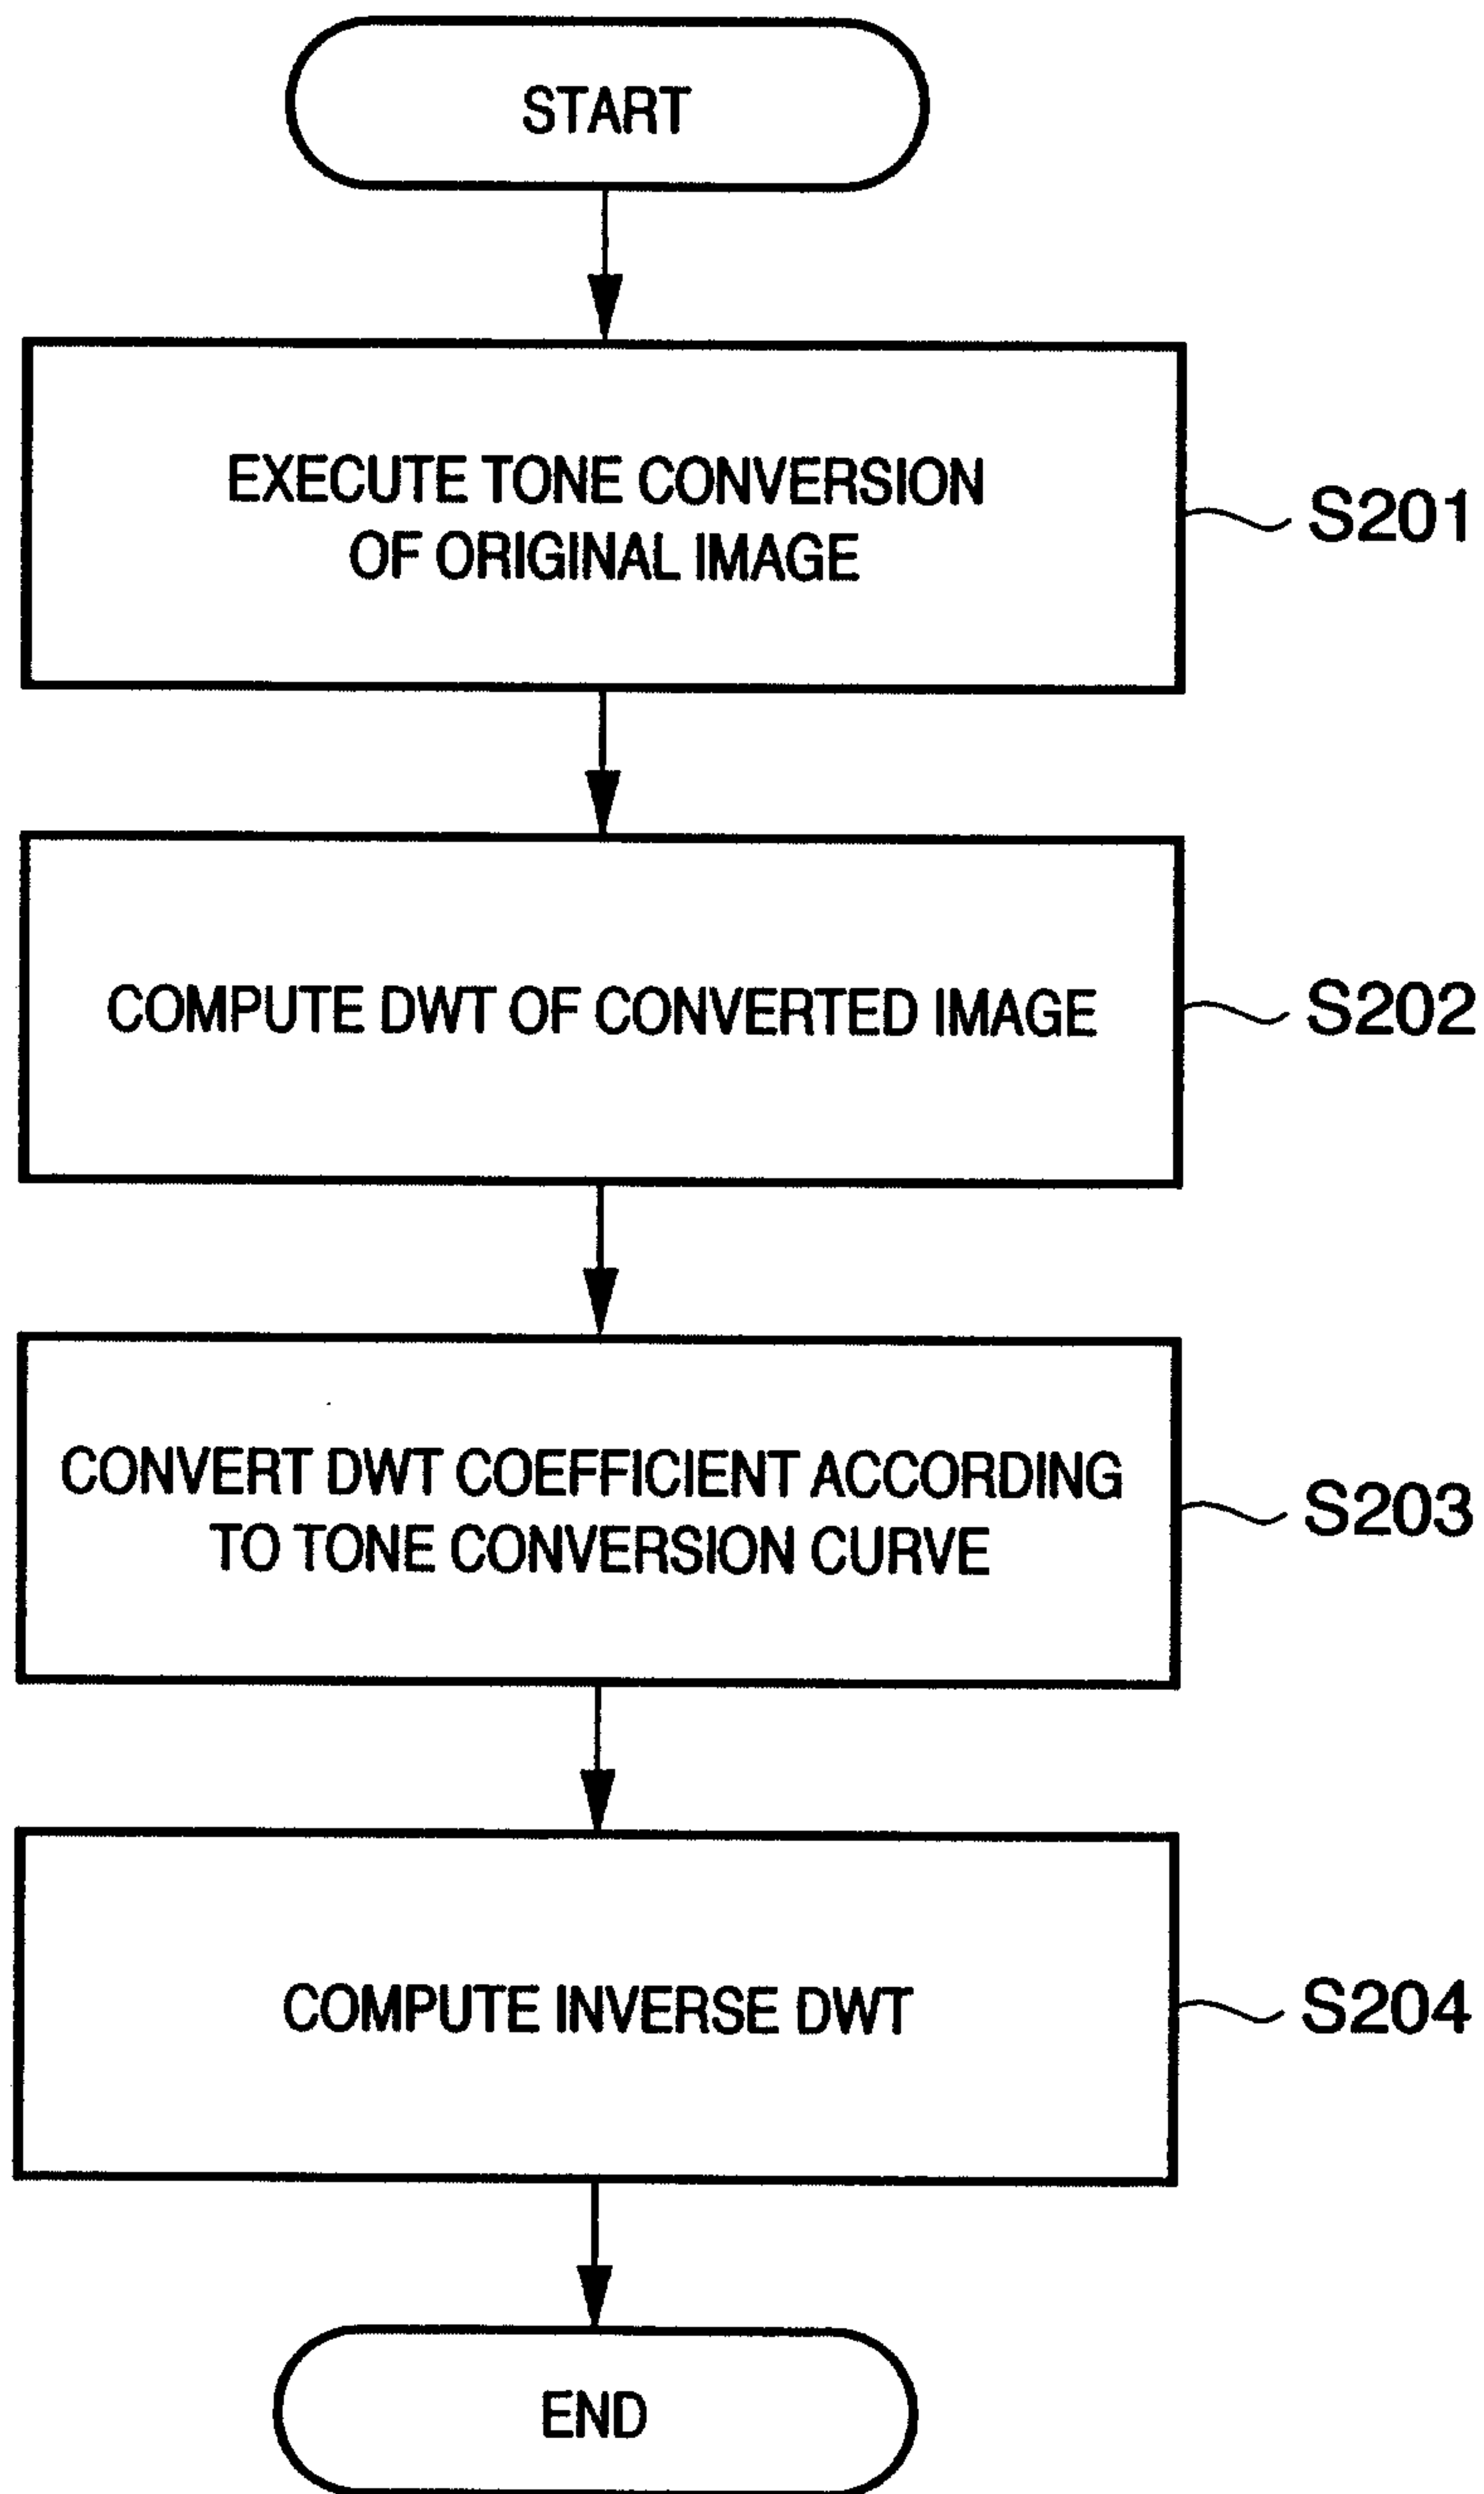 START
EXECUTE TONE CONVERSION
OF ORIGINAL IMAGE
S201
COMPUTE DWT OF CONVERTED IMAGE
S202
CONVERT DWT COEFFICIENT ACCORDING
TO TONE CONVERSION CURVE
S203
COMPUTE INVERSE DWT
S204
END